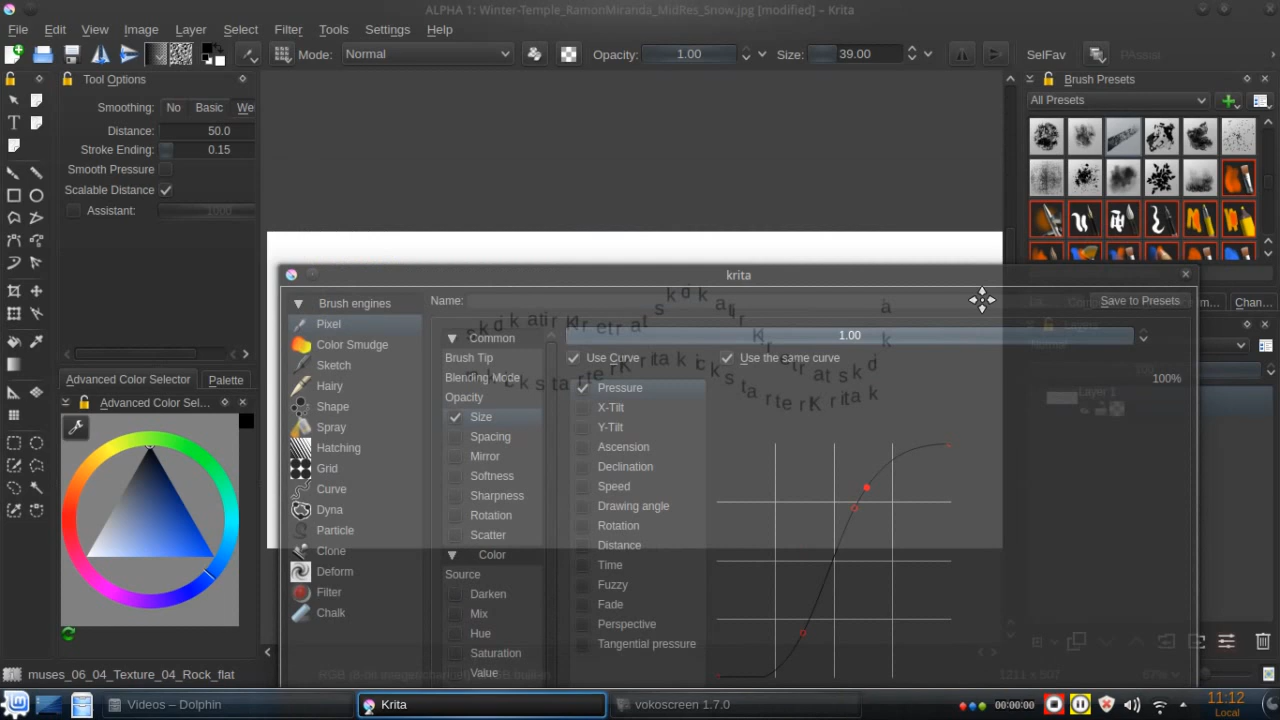 ALPHA 1: Winter-Temple_RamonMiranda_MidRes_Snow.jpg [modified] – Krita
File Edit View Image Layer Select Filter Tools Settings Help
Mode: Normal Opacity: 1.00 Size: 39.00 SelFav PAssist
Tool Options
Brush Presets
All Presets
Smoothing: No Basic We
Distance: 50.0
Stroke Ending: 0.15
Smooth Pressure
Scalable Distance
Assistant: 1000
Advanced Color Selector Palette
Advanced Color Sel...
krita
Brush engines
Name:
Save to Presets
Chan...
Pixel
Color Smudge
Sketch
Hairy
Shape
Spray
Hatching
Grid
Curve
Dyna
Particle
Clone
Deform
Filter
Chalk
Common
Brush Tip
Blending Mode
Opacity
Size
Spacing
Mirror
Softness
Sharpness
Rotation
Scatter
Color
Source
Darken
Mix
Hue
Saturation
Value
1.00
Use Curve Use the same curve
100%
Pressure
X-Tilt
Y-Tilt
Ascension
Declination
Speed
Drawing angle
Rotation
Distance
Time
Fuzzy
Fade
Perspective
Tangential pressure
Layers
Normal
Layer 1
muses_06_04_Texture_04_Rock_flat
1211 x 507
Videos – Dolphin
Krita
vokoscreen 1.7.0
00:00:00
11:12
Local